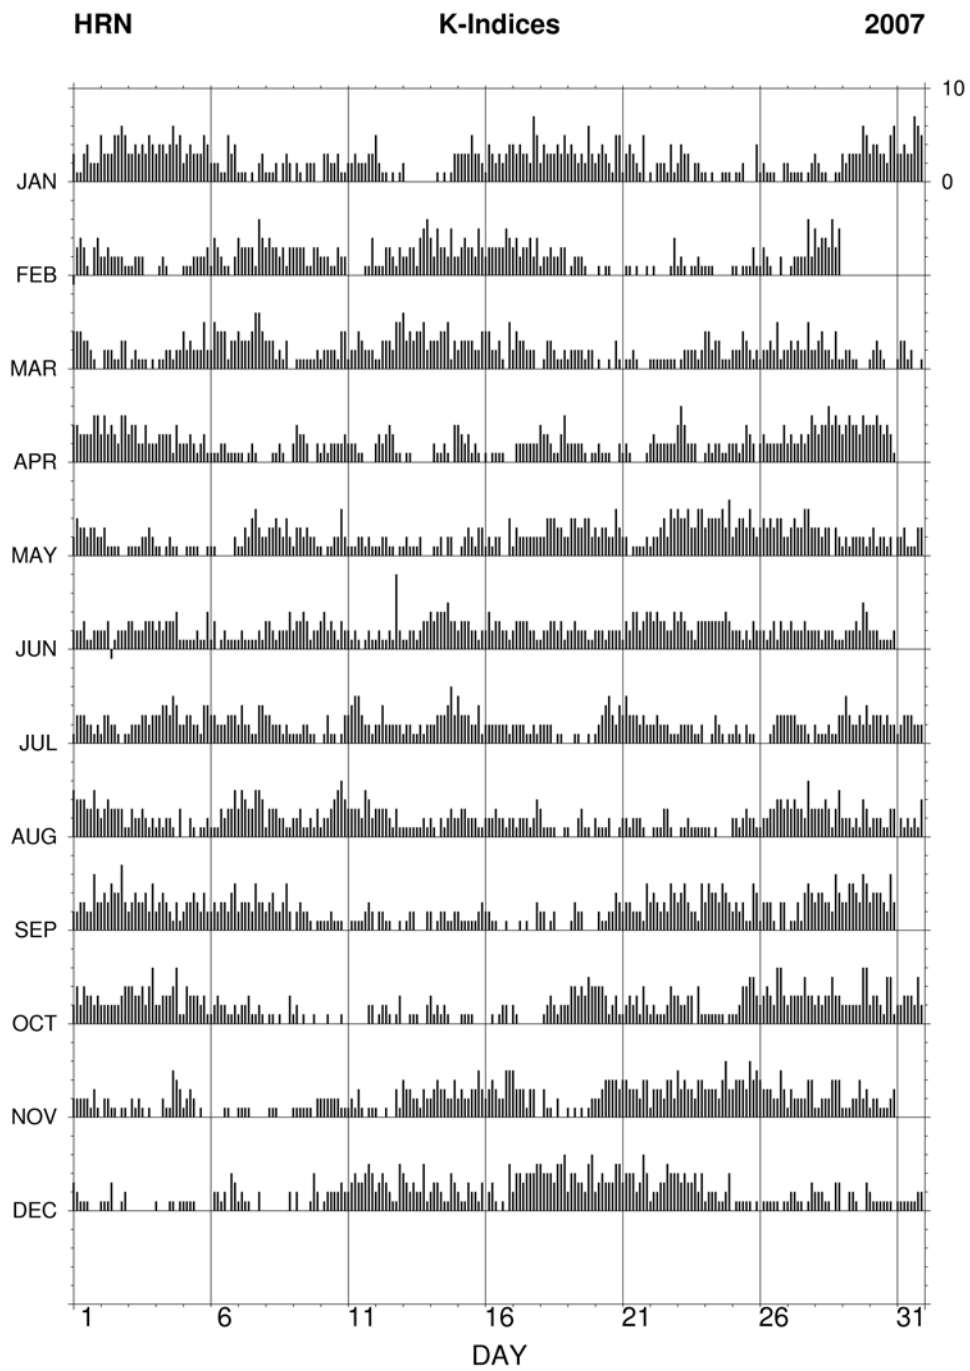 HRN K-Indices 2007
10
JAN 0
FEB
MAR
APR
MAY
JUN
JUL
AUG
SEP
OCT
NOV
DEC
1 6 11 16 21 26 31
DAY